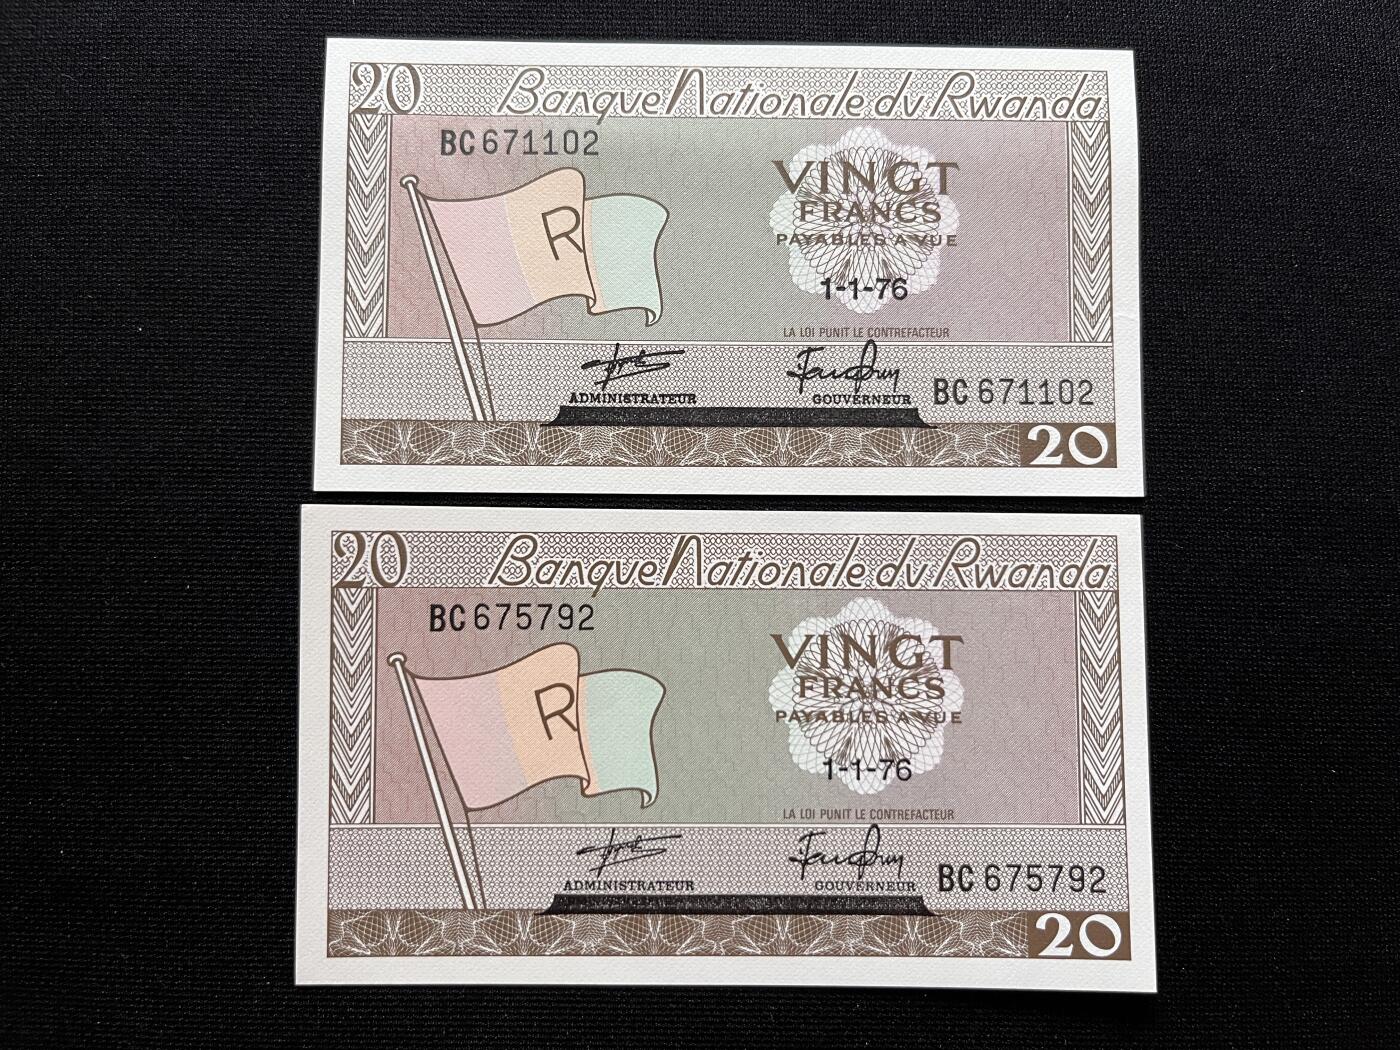 20 Banque Nationale du Rwanda
BC 671102
R
VINGT
FRANCS
PAYABLES A VUE
1-1-76
LA LOI PUNIT LE CONTREFACTEUR
ADMINISTRATEUR GOUVERNEUR
BC 671102
20
20 Banque Nationale du Rwanda
BC 675792
R
VINGT
FRANCS
PAYABLES A VUE
1-1-76
LA LOI PUNIT LE CONTREFACTEUR
ADMINISTRATEUR GOUVERNEUR
BC 675792
20